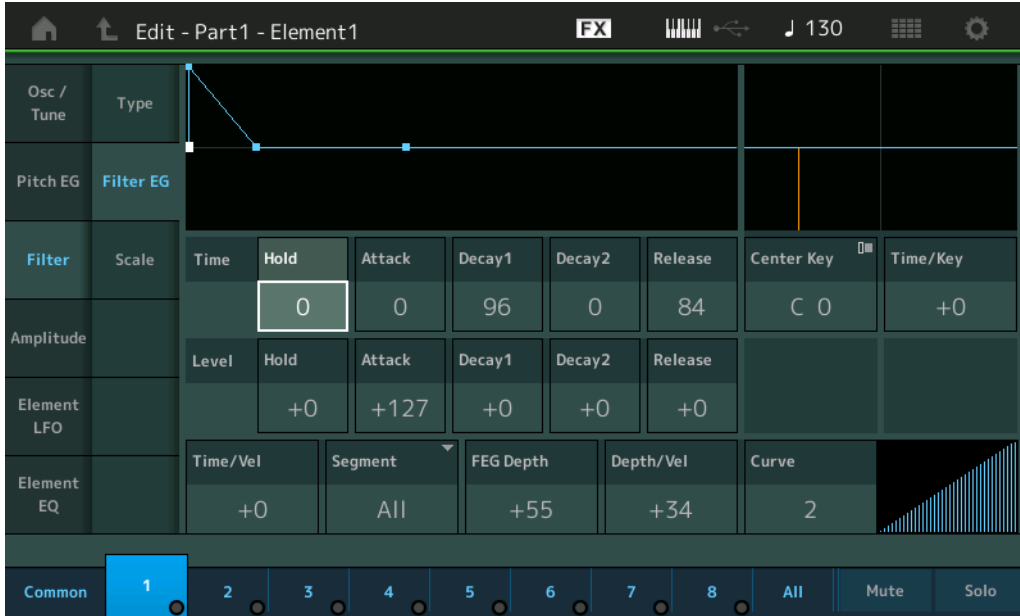 Edit - Part1 - Element1
FX
130
Osc /
Tune
Type
Pitch EG
Filter EG
Filter
Scale
Amplitude
Element
LFO
Element
EQ
Time
Hold
Attack
Decay1
Decay2
Release
Center Key
Time/Key
0
0
96
0
84
C 0
+0
Level
Hold
Attack
Decay1
Decay2
Release
+0
+127
+0
+0
+0
Time/Vel
Segment
FEG Depth
Depth/Vel
Curve
+0
All
+55
+34
2
Common
1
2
3
4
5
6
7
8
All
Mute
Solo